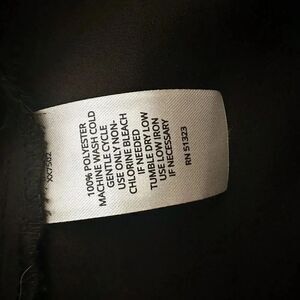 100% POLYESTER
MACHINE WASH COLD
GENTLE CYCLE
USE ONLY NON-
CHLORINE BLEACH
IF NEEDED
TUMBLE DRY LOW
USE LOW IRON
IF NECESSARY
RN 51323